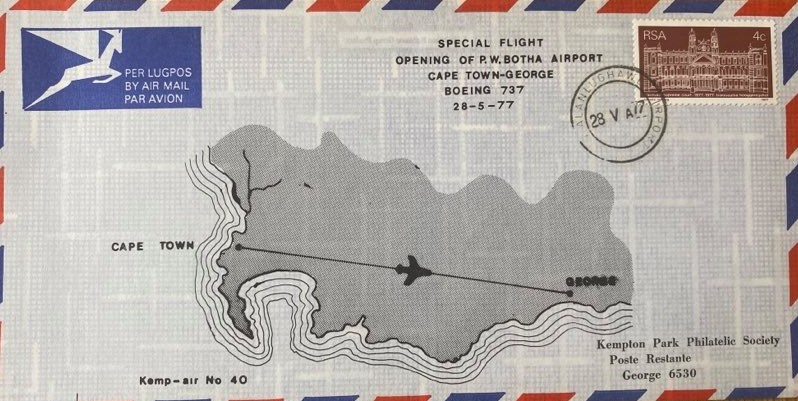 PER LUGPOS
BY AIR MAIL
PAR AVION
SPECIAL FLIGHT
OPENING OF P.W. BOTHA AIRPORT
CAPE TOWN-GEORGE
BOEING 737
28-5-77
RSA 4c
28 V 77
CAPE TOWN
GEORGE
Kemp-air No 40
Kempton Park Philatelic Society
Poste Restante
George 6530